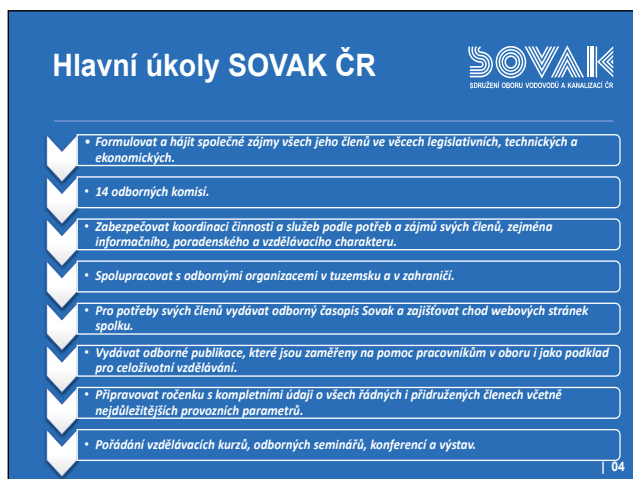 Hlavní úkoly SOVAK ČR
SOVAK
SDRUŽENÍ OBORU VODOVODŮ A KANALIZACÍ ČR
• Formulovat a hájit společné zájmy všech jeho členů ve věcech legislativních, technických a
ekonomických.
• 14 odborných komisí.
• Zabezpečovat koordinaci činnosti a služeb podle potřeb a zájmů svých členů, zejména
informačního, poradenského a vzdělávacího charakteru.
• Spolupracovat s odbornými organizacemi v tuzemsku a v zahraničí.
• Pro potřeby svých členů vydávat odborný časopis Sovak a zajišťovat chod webových stránek
spolku.
• Vydávat odborné publikace, které jsou zaměřeny na pomoc pracovníkům v oboru i jako podklad
pro celoživotní vzdělávání.
• Připravovat ročenku s kompletními údaji o všech řádných i přidružených členech včetně
nejdůležitějších provozních parametrů.
• Pořádání vzdělávacích kurzů, odborných seminářů, konferencí a výstav.
| 04